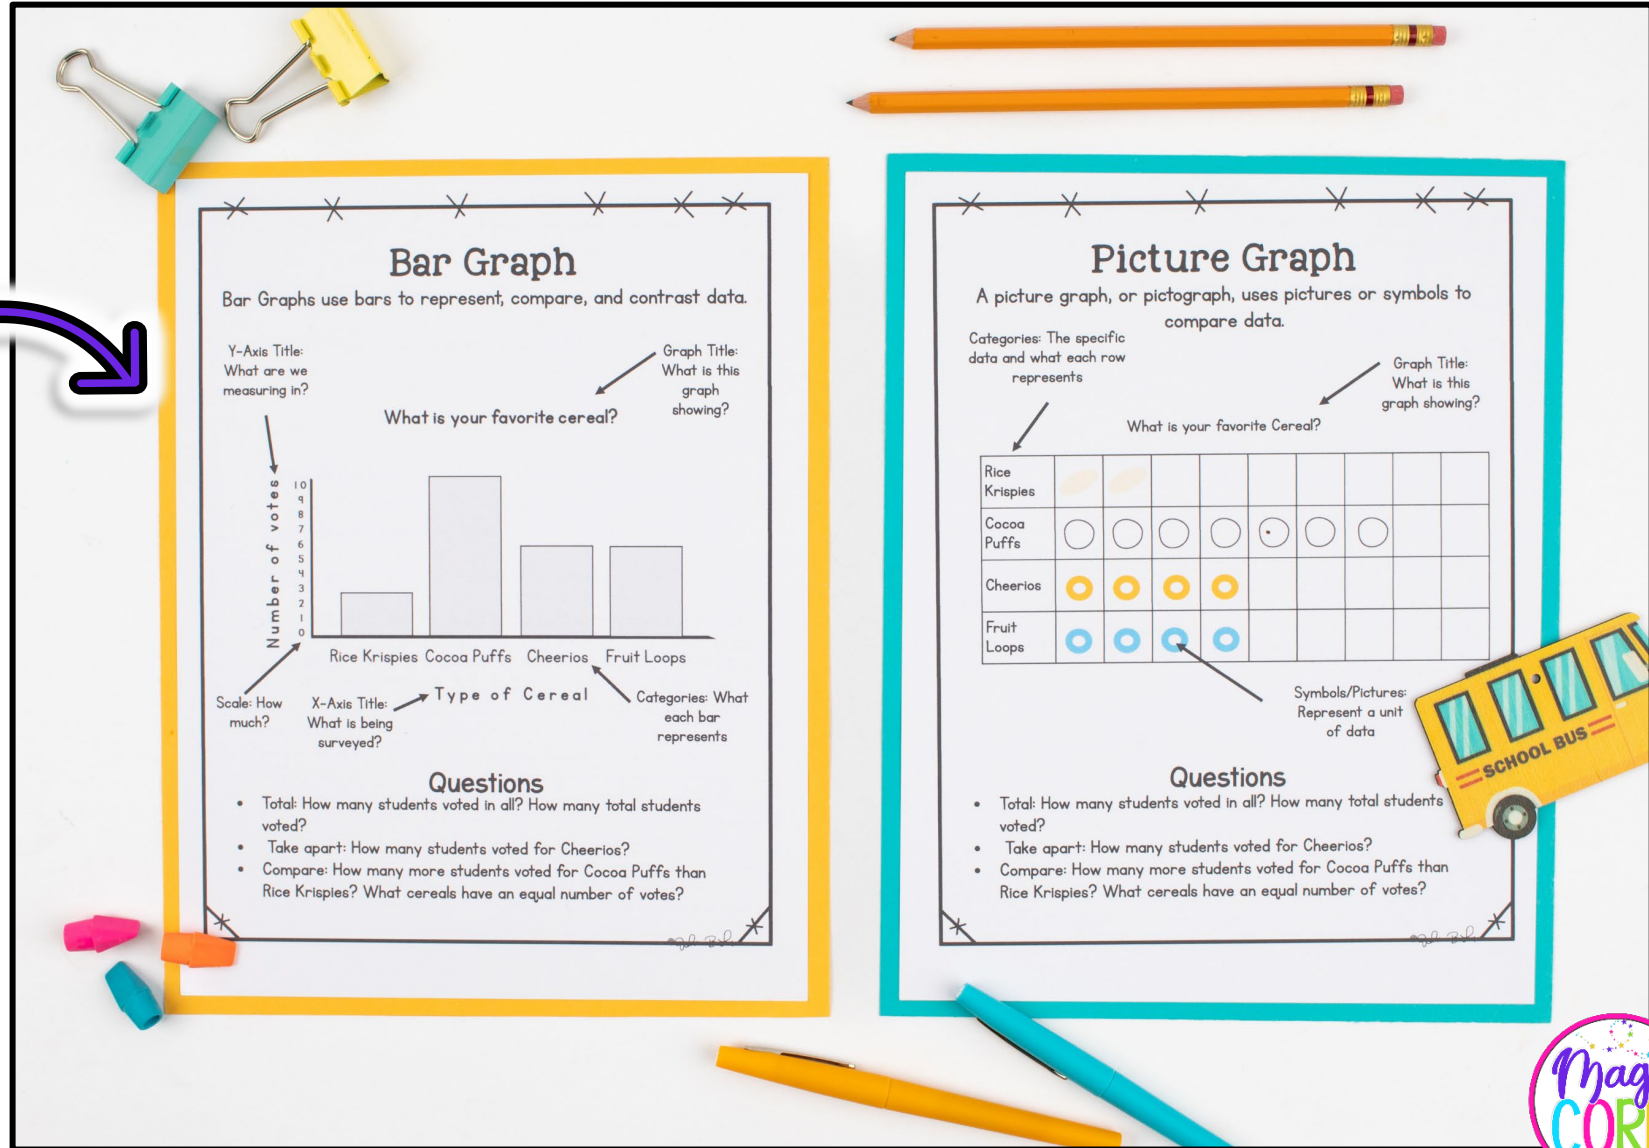 Bar Graph
Bar Graphs use bars to represent, compare, and contrast data.
Y-Axis Title:
What are we
measuring in?
Graph Title:
What is this
graph
showing?
What is your favorite cereal?
Number of votes
10
9
8
7
6
5
4
3
2
1
0
Rice Krispies Cocoa Puffs Cheerios Fruit Loops
Type of Cereal
Scale: How
much?
X-Axis Title:
What is being
surveyed?
Categories: What
each bar
represents
Questions
• Total: How many students voted in all? How many total students
voted?
• Take apart: How many students voted for Cheerios?
• Compare: How many more students voted for Cocoa Puffs than
Rice Krispies? What cereals have an equal number of votes?
Picture Graph
A picture graph, or pictograph, uses pictures or symbols to
compare data.
Categories: The specific
data and what each row
represents
Graph Title:
What is this
graph showing?
What is your favorite Cereal?
Rice
Krispies
Cocoa
Puffs
Cheerios
Fruit
Loops
Symbols/Pictures:
Represent a unit
of data
Questions
• Total: How many students voted in all? How many total students
voted?
• Take apart: How many students voted for Cheerios?
• Compare: How many more students voted for Cocoa Puffs than
Rice Krispies? What cereals have an equal number of votes?
SCHOOL BUS
Mag
COR